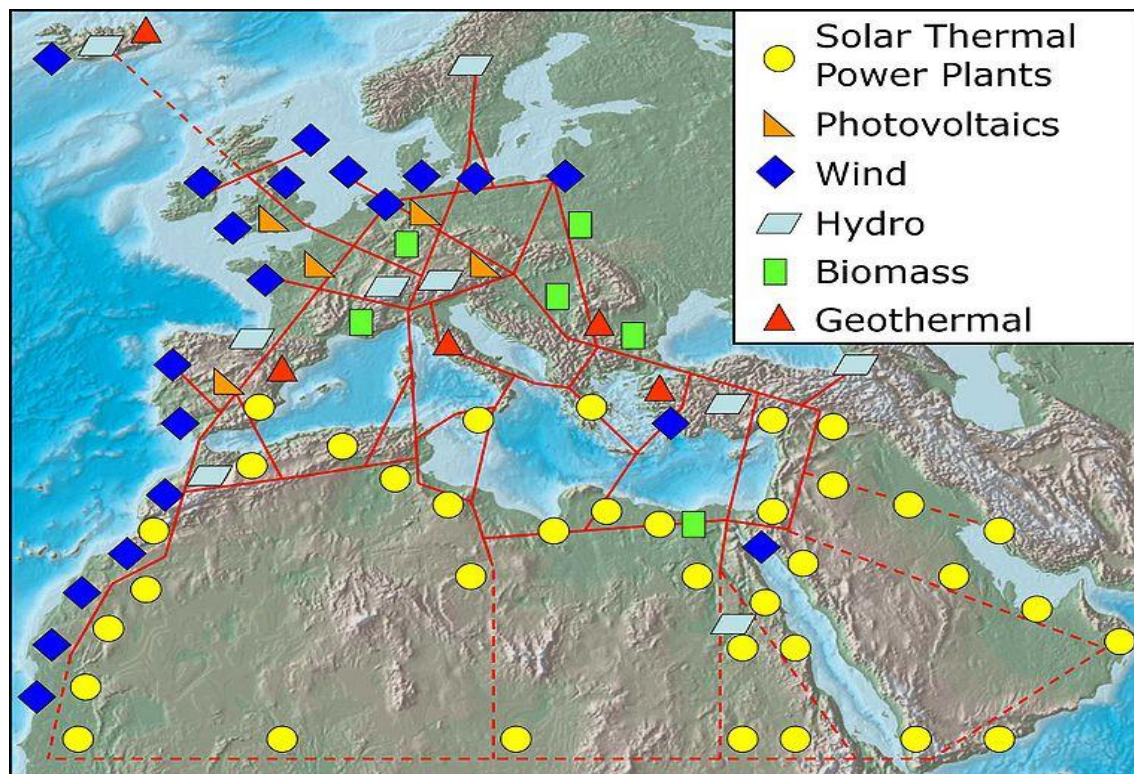 Solar Thermal
Power Plants
Photovoltaics
Wind
Hydro
Biomass
Geothermal